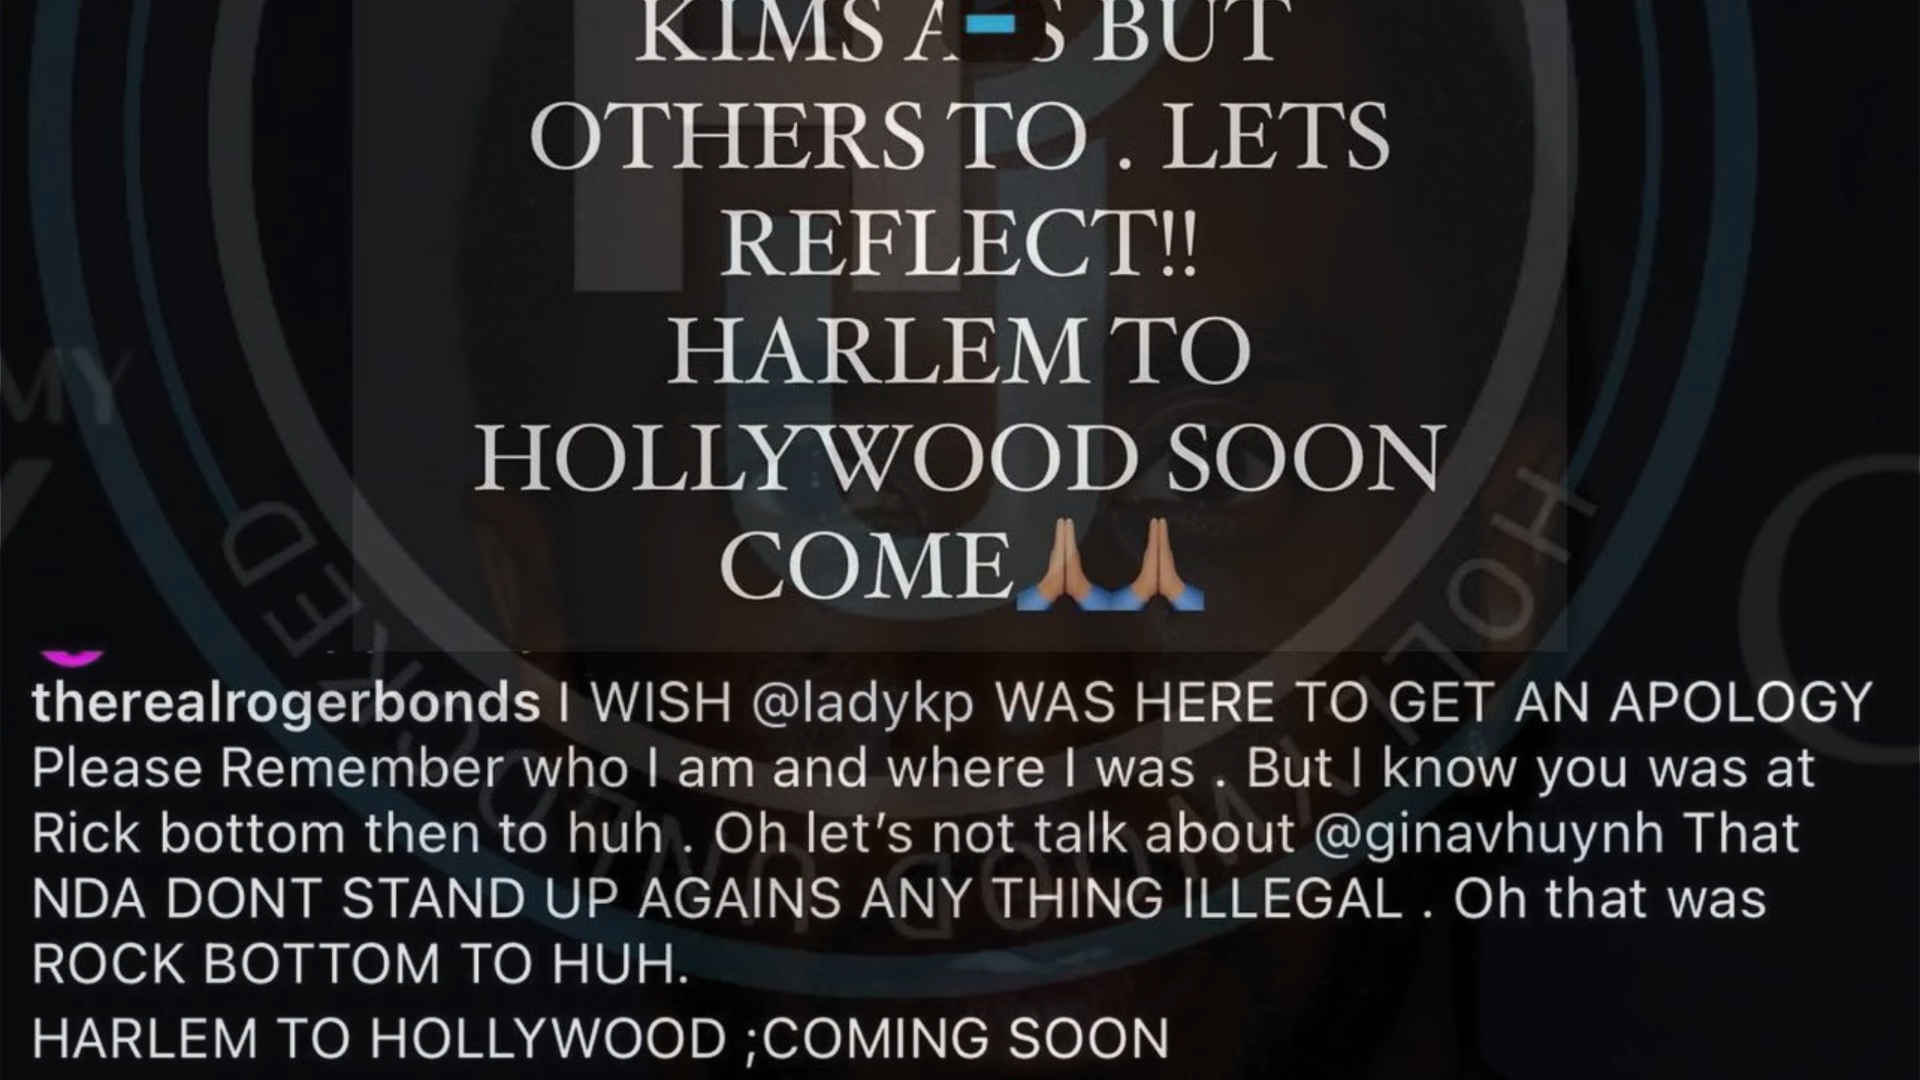 KIMS A S BUT
OTHERS TO . LETS
REFLECT!!
HARLEM TO
HOLLYWOOD SOON
COME🙏🏽🙏🏽
therealrogerbonds I WISH @ladykp WAS HERE TO GET AN APOLOGY
Please Remember who I am and where I was . But I know you was at
Rick bottom then to huh . Oh let’s not talk about @ginavhuynh That
NDA DONT STAND UP AGAINS ANY THING ILLEGAL . Oh that was
ROCK BOTTOM TO HUH.
HARLEM TO HOLLYWOOD ;COMING SOON
MY
HOLLYWOOD UNLOCKED